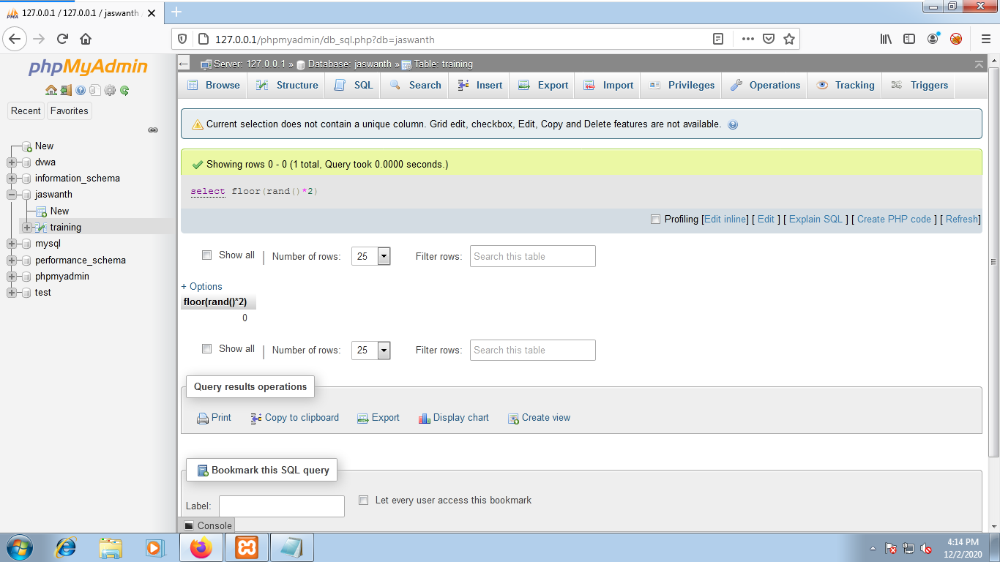 127.0.0.1 / 127.0.0.1 / jaswanth
127.0.0.1/phpmyadmin/db_sql.php?db=jaswanth
phpMyAdmin
Recent
Favorites
New
dvwa
information_schema
jaswanth
New
training
mysql
performance_schema
phpmyadmin
test
Server: 127.0.0.1 » Database: jaswanth » Table: training
Browse Structure SQL Search Insert Export Import Privileges Operations Tracking Triggers
Current selection does not contain a unique column. Grid edit, checkbox, Edit, Copy and Delete features are not available.
Showing rows 0 - 0 (1 total, Query took 0.0000 seconds.)
select floor(rand()*2)
Profiling [Edit inline] [ Edit ] [ Explain SQL ] [ Create PHP code ] [ Refresh]
Show all | Number of rows: 25 Filter rows: Search this table
+ Options
floor(rand()*2)
0
Show all | Number of rows: 25 Filter rows: Search this table
Query results operations
Print Copy to clipboard Export Display chart Create view
Bookmark this SQL query
Label: Let every user access this bookmark
Console
4:14 PM
12/2/2020